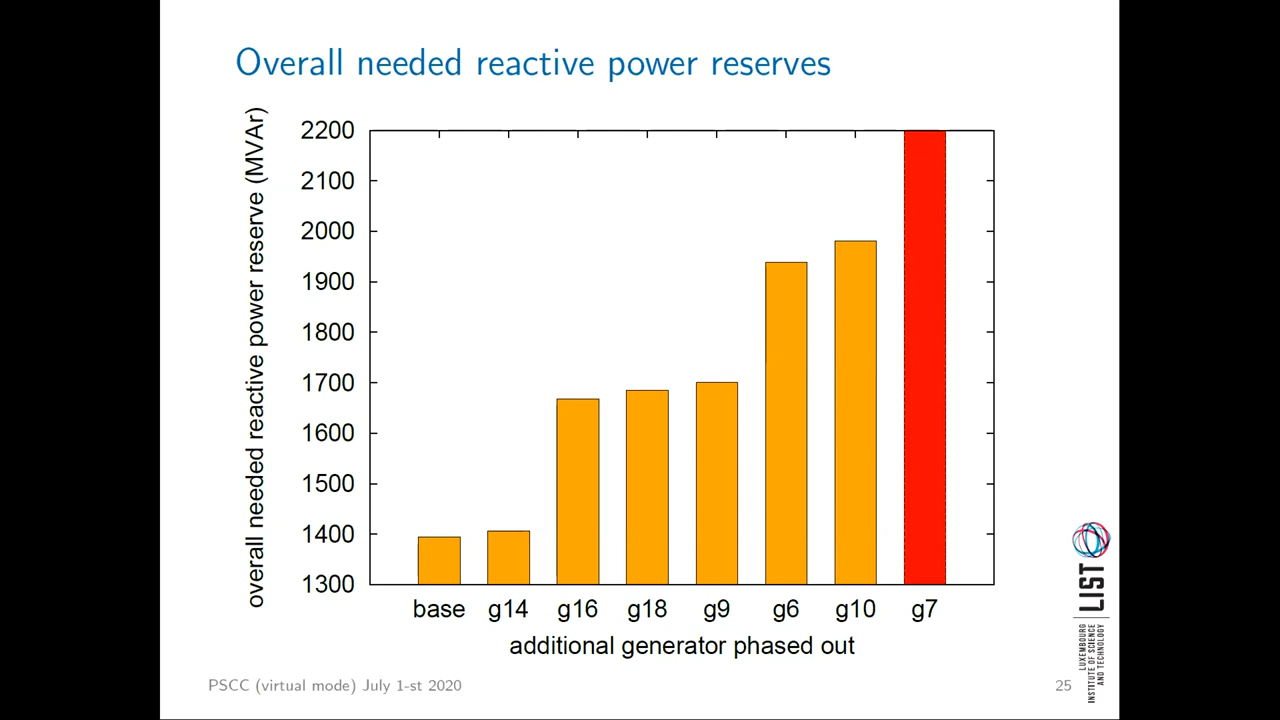 Overall needed reactive power reserves
overall needed reactive power reserve (MVAr)
2200
2100
2000
1900
1800
1700
1600
1500
1400
1300
base g14 g16 g18 g9 g6 g10 g7
additional generator phased out
LIST
LUXEMBOURG
INSTITUTE OF SCIENCE
AND TECHNOLOGY
PSCC (virtual mode) July 1-st 2020
25